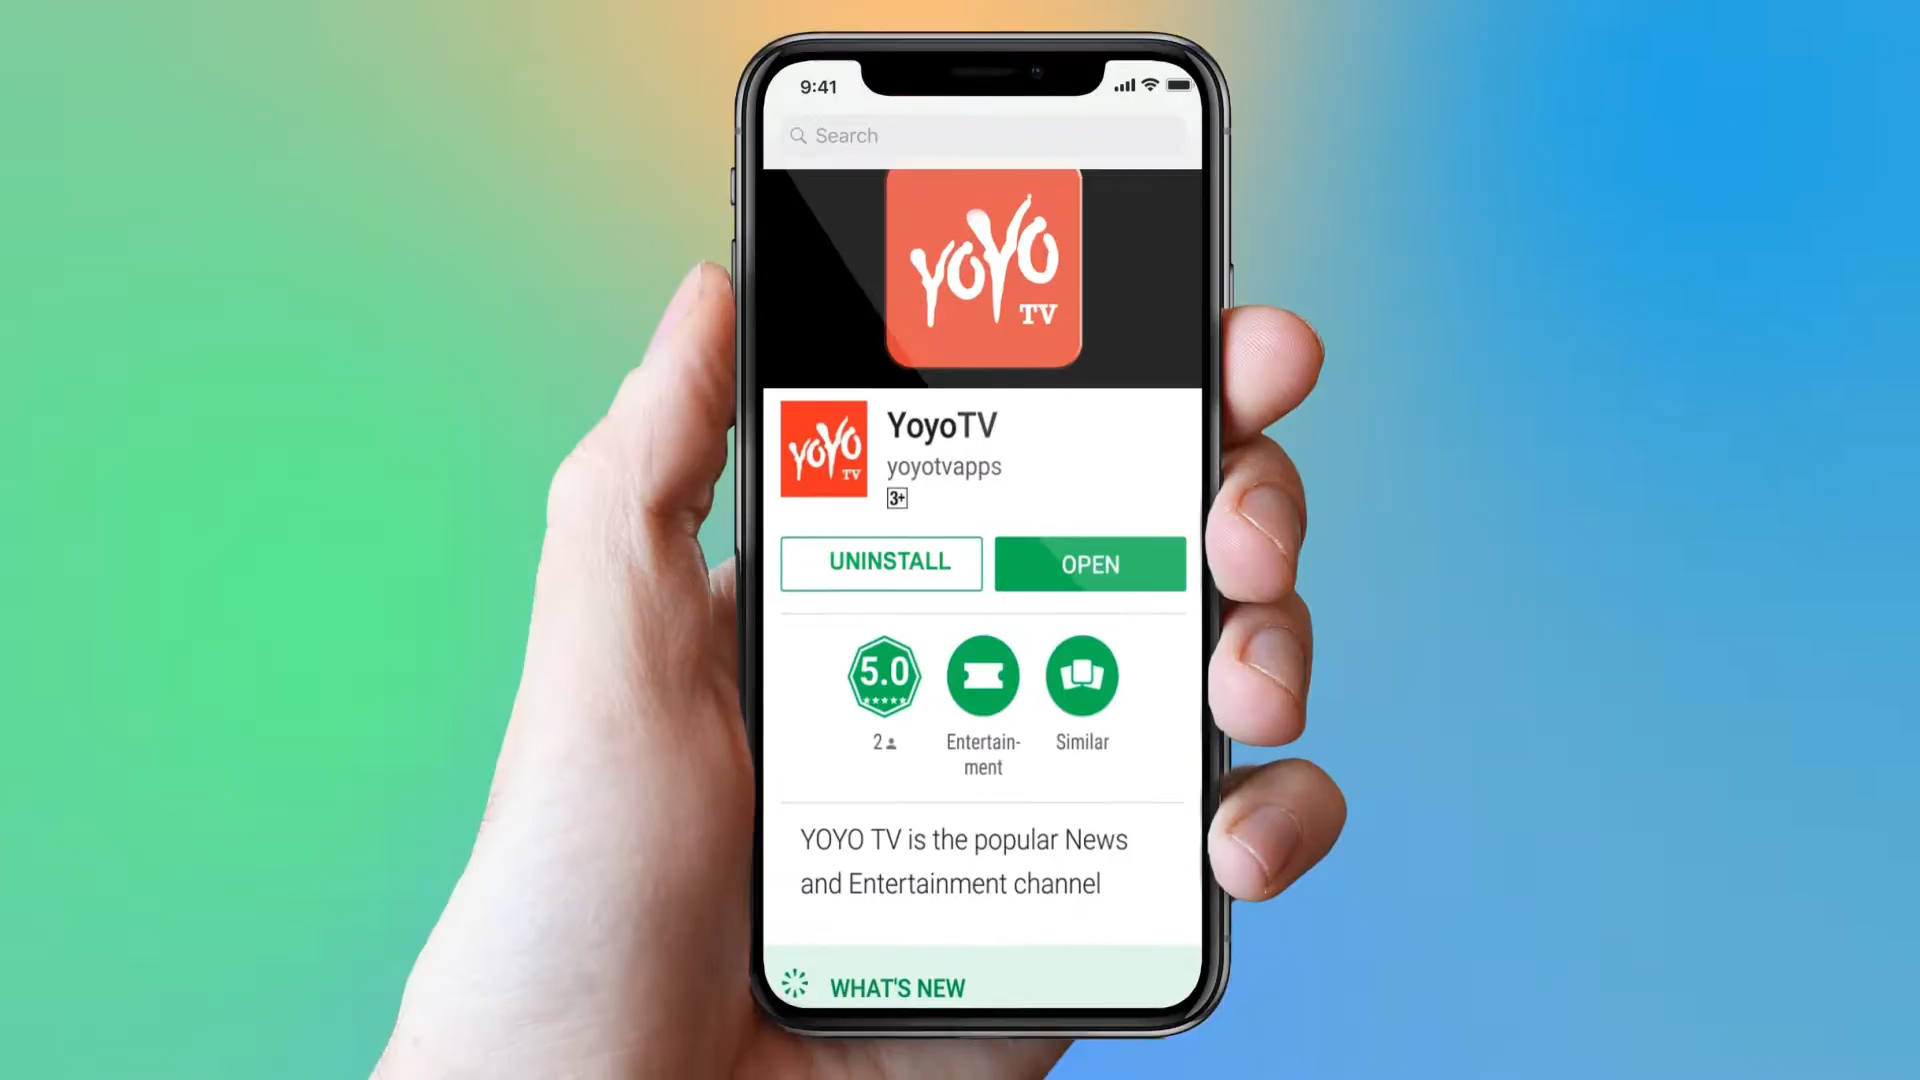 9:41
Search
YOYO
TV
YOYO
TV
YoyoTV
yoyotvapps
3+
UNINSTALL
OPEN
5.0
2
Entertain-
ment
Similar
YOYO TV is the popular News
and Entertainment channel
WHAT'S NEW